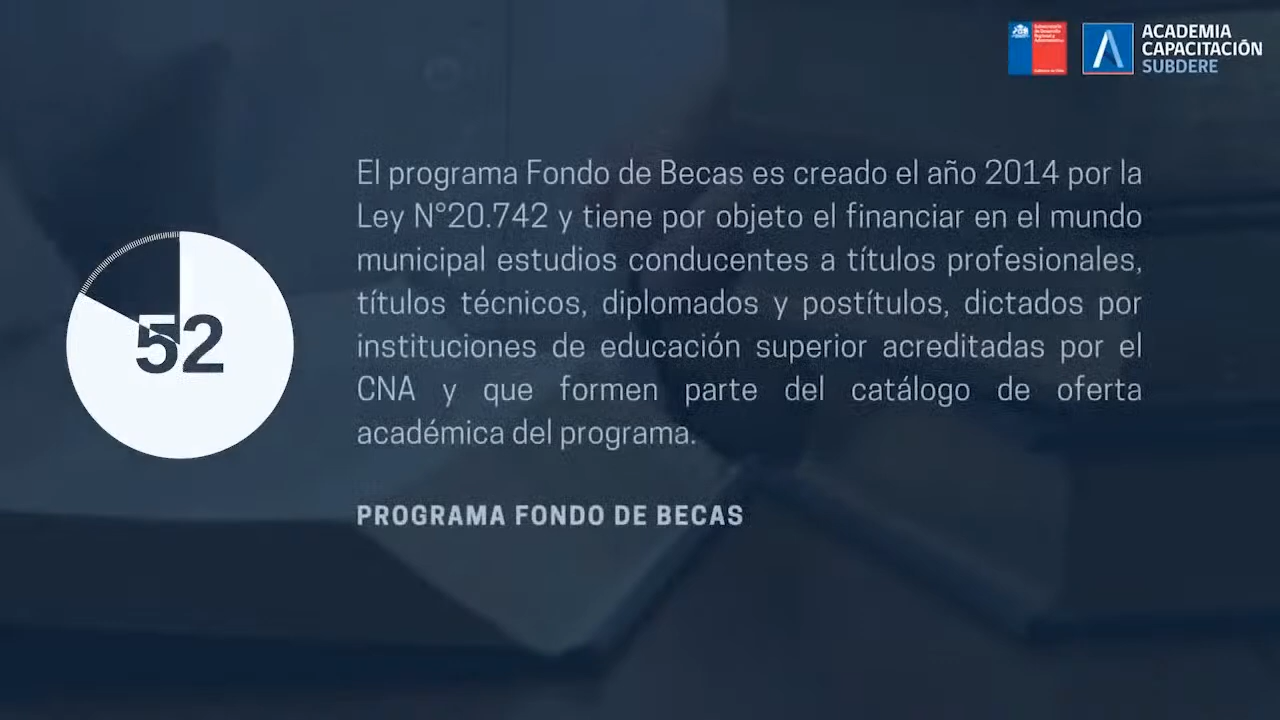 ACADEMIA
CAPACITACIÓN
SUBDERE
El programa Fondo de Becas es creado el año 2014 por la
Ley N°20.742 y tiene por objeto el financiar en el mundo
municipal estudios conducentes a títulos profesionales,
títulos técnicos, diplomados y postítulos, dictados por
instituciones de educación superior acreditadas por el
CNA y que formen parte del catálogo de oferta
académica del programa.
52
PROGRAMA FONDO DE BECAS